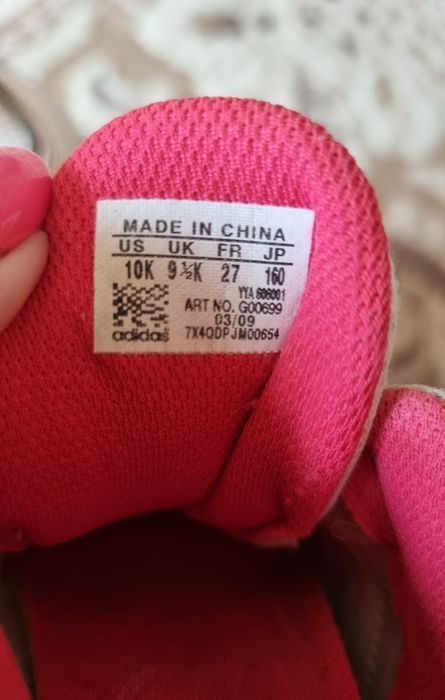 MADE IN CHINA
US UK FR JP
10K 9½K 27 160
YYA 606001
ART NO. G00699
03/09
adidas 7X4QDPJM00654